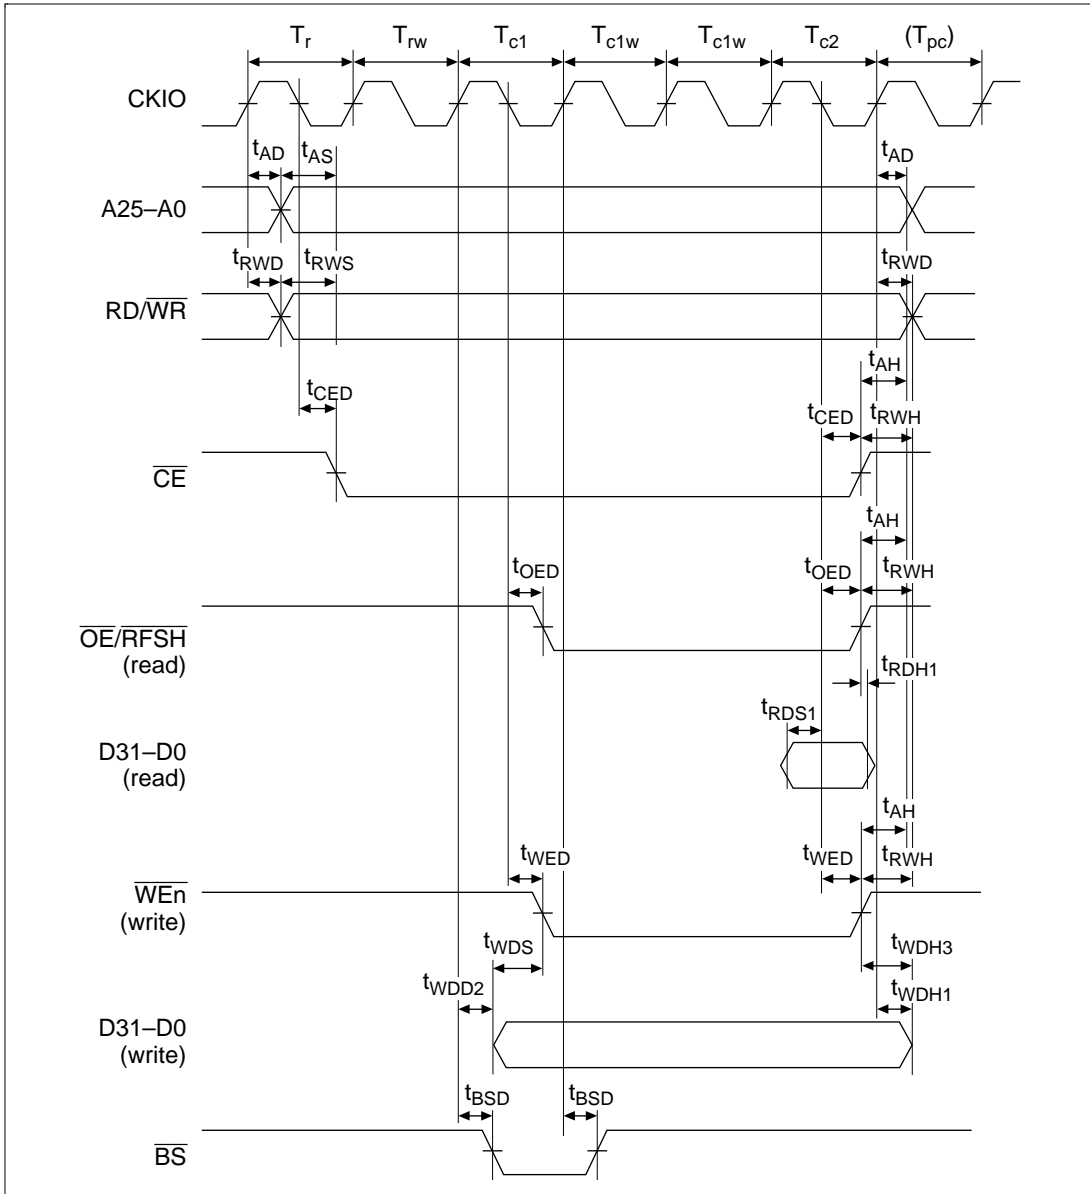 Tr Trw Tc1 Tc1w Tc1w Tc2 (Tpc)
CKIO
tAD tAS tAD
A25–A0
tRWD tRWS tRWD
RD/WR
tAH
tCED tCED tRWH
CE
tAH
tOED tOED tRWH
OE/RFSH
(read)
tRDH1
tRDS1
D31–D0
(read)
tAH
tWED tWED tRWH
WEn
(write)
tWDS tWDH3
tWDD2 tWDH1
D31–D0
(write)
tBSD tBSD
BS